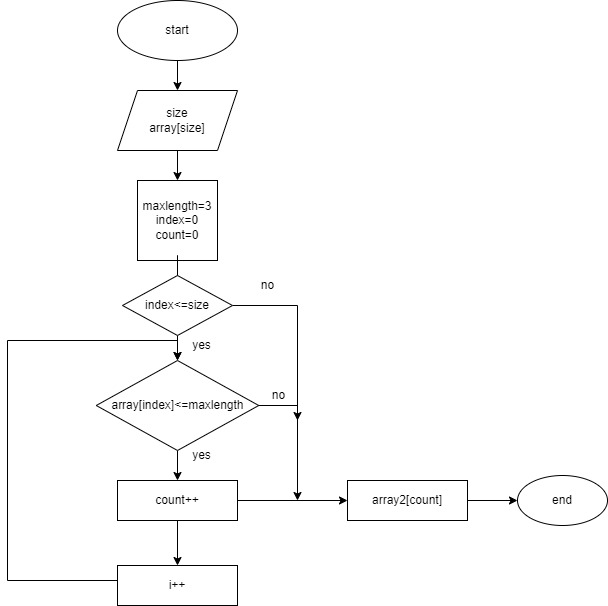 start
size
array[size]
maxlength=3
index=0
count=0
no
index<=size
yes
no
array[index]<=maxlength
yes
count++
array2[count]
end
i++